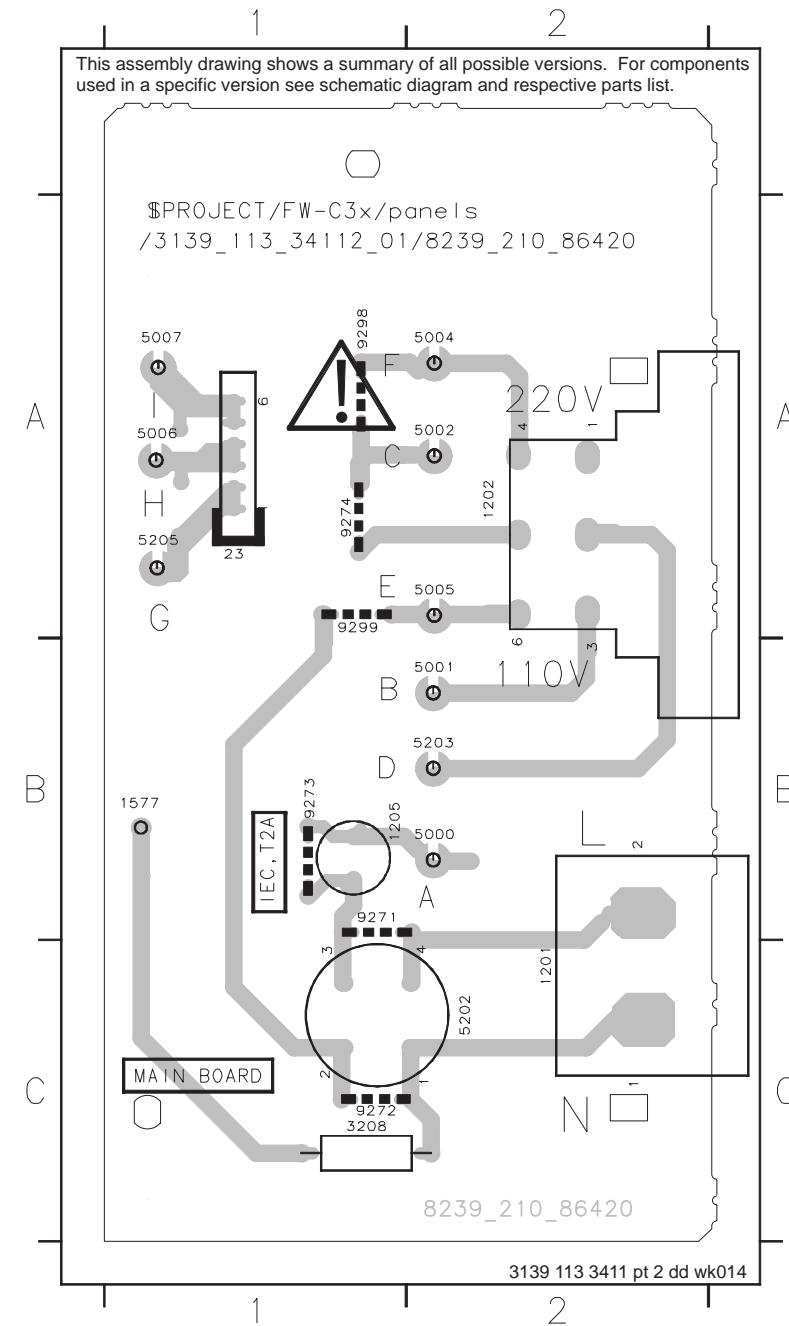 1 2
This assembly drawing shows a summary of all possible versions. For components
used in a specific version see schematic diagram and respective parts list.
$PROJECT/FW-C3x/panels
/3139_113_34112_01/8239_210_86420
9298
5007
5004
F
I
6
220V
A
A
4
1
5006
5002
C
H
1
9274
1202
5205
23
G
E
5005
9299
6
3
5001
B
110V
5203
D
B
B
1577
9273
1205
L
2
IEC,T2A
5000
A
9271
3
4
1201
5202
MAIN BOARD
2
1
1
C
C
9272
N
3208
8239_210_86420
3139 113 3411 pt 2 dd wk014
1 2